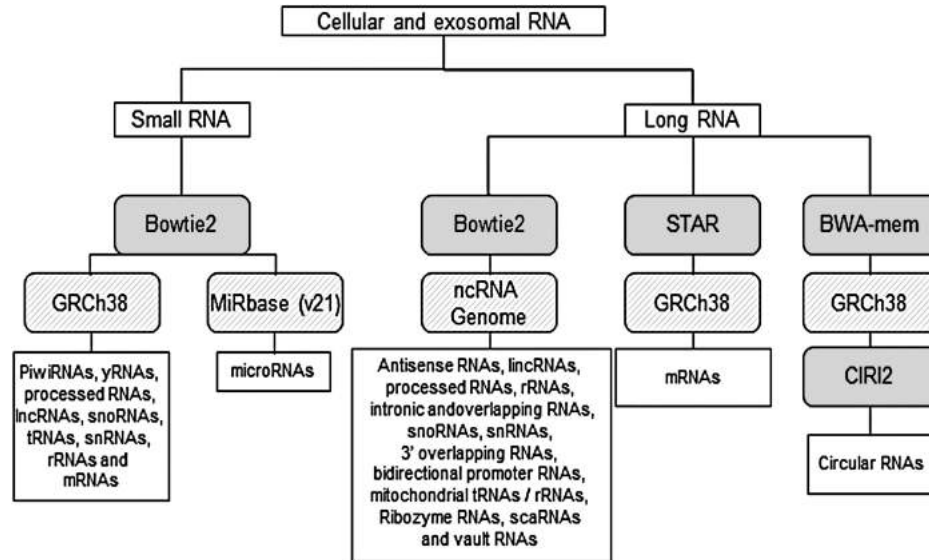 Cellular and exosomal RNA
Small RNA
Long RNA
Bowtie2
Bowtie2
STAR
BWA-mem
GRCh38
MiRbase (v21)
ncRNA
Genome
GRCh38
GRCh38
PiwiRNAs, yRNAs,
processed RNAs,
lncRNAs, snoRNAs,
tRNAs, snRNAs,
rRNAs and
mRNAs
microRNAs
Antisense RNAs, lincRNAs,
processed RNAs, rRNAs,
intronic andoverlapping RNAs,
snoRNAs, snRNAs,
3' overlapping RNAs,
bidirectional promoter RNAs,
mitochondrial tRNAs / rRNAs,
Ribozyme RNAs, scaRNAs
and vault RNAs
mRNAs
CIRI2
Circular RNAs